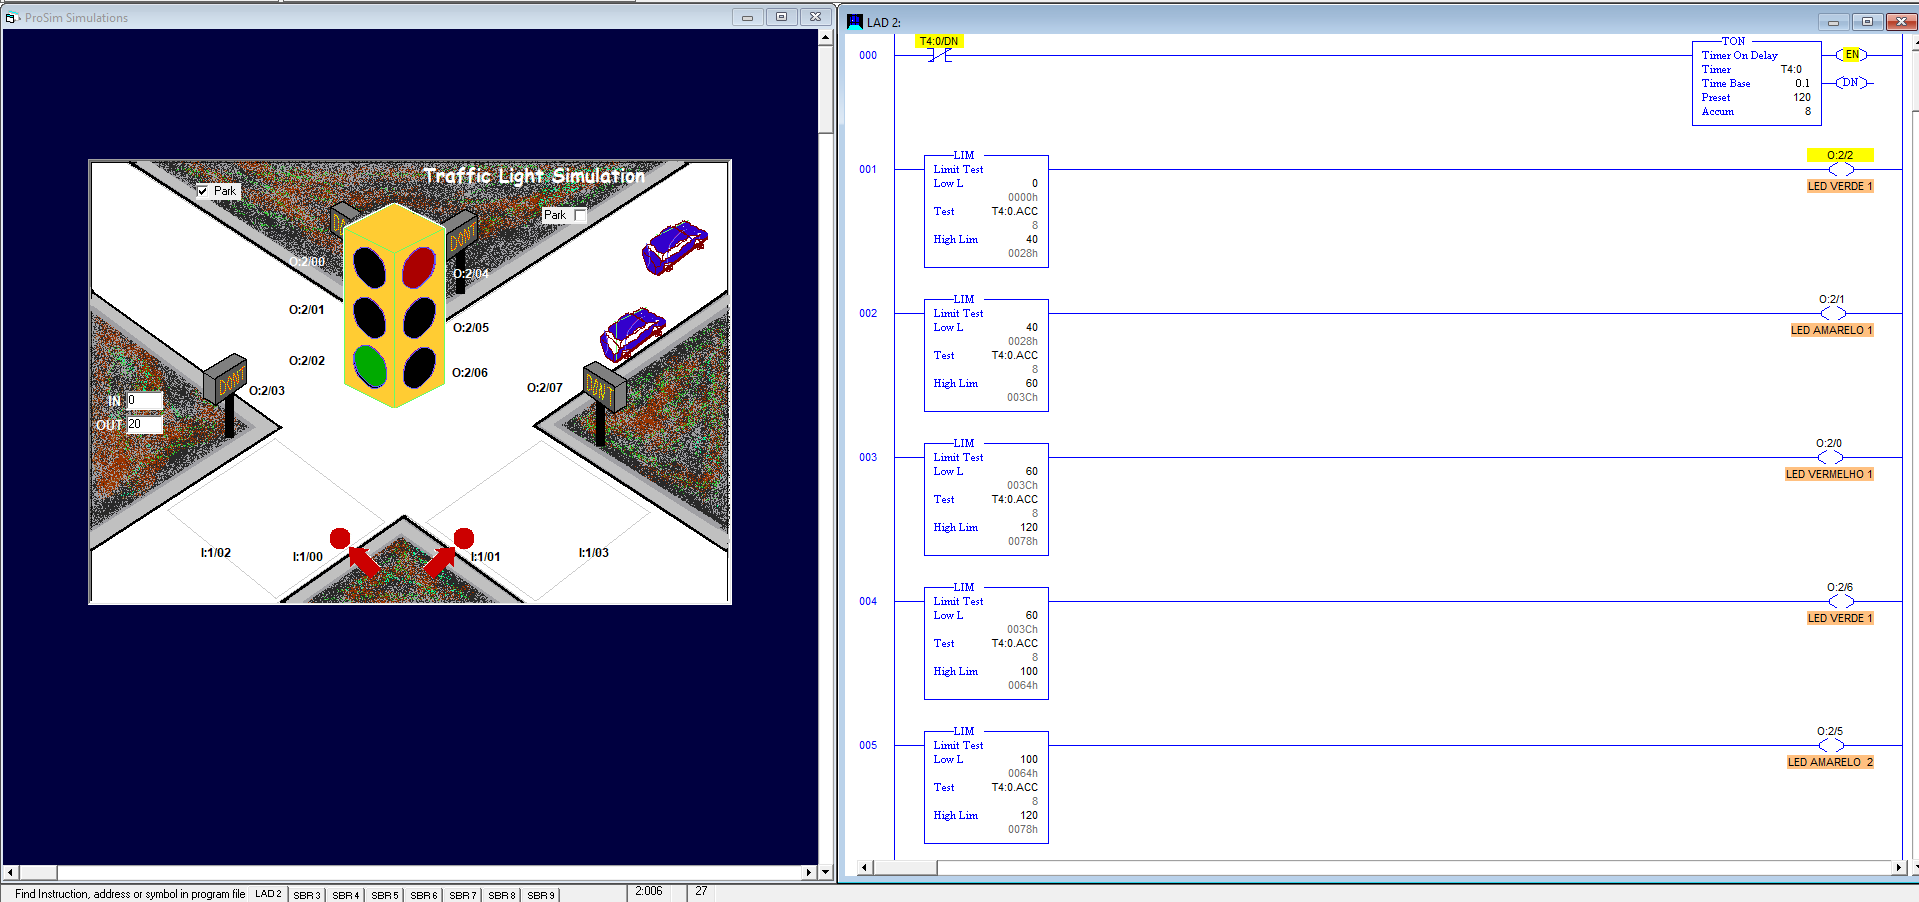 ProSim Simulations
Traffic Light Simulation
Park
Park
O:2/00
O:2/04
O:2/01
O:2/05
O:2/02
O:2/06
O:2/03
O:2/07
IN 0
OUT 20
I:1/02
I:1/00
I:1/01
I:1/03
LAD 2:
000
T4:0/DN
TON
Timer On Delay
Timer T4:0
Time Base 0.1
Preset 120
Accum 8
EN
DN
001
LIM
Limit Test
Low L 0
0000h
Test T4:0.ACC
8
High Lim 40
0028h
O:2/2
LED VERDE 1
002
LIM
Limit Test
Low L 40
0028h
Test T4:0.ACC
8
High Lim 60
003Ch
O:2/1
LED AMARELO 1
003
LIM
Limit Test
Low L 60
003Ch
Test T4:0.ACC
8
High Lim 120
0078h
O:2/0
LED VERMELHO 1
004
LIM
Limit Test
Low L 60
003Ch
Test T4:0.ACC
8
High Lim 100
0064h
O:2/6
LED VERDE 1
005
LIM
Limit Test
Low L 100
0064h
Test T4:0.ACC
8
High Lim 120
0078h
O:2/5
LED AMARELO 2
Find Instruction, address or symbol in program file LAD 2 SBR 3 SBR 4 SBR 5 SBR 6 SBR 7 SBR 8 SBR 9 2:006 27